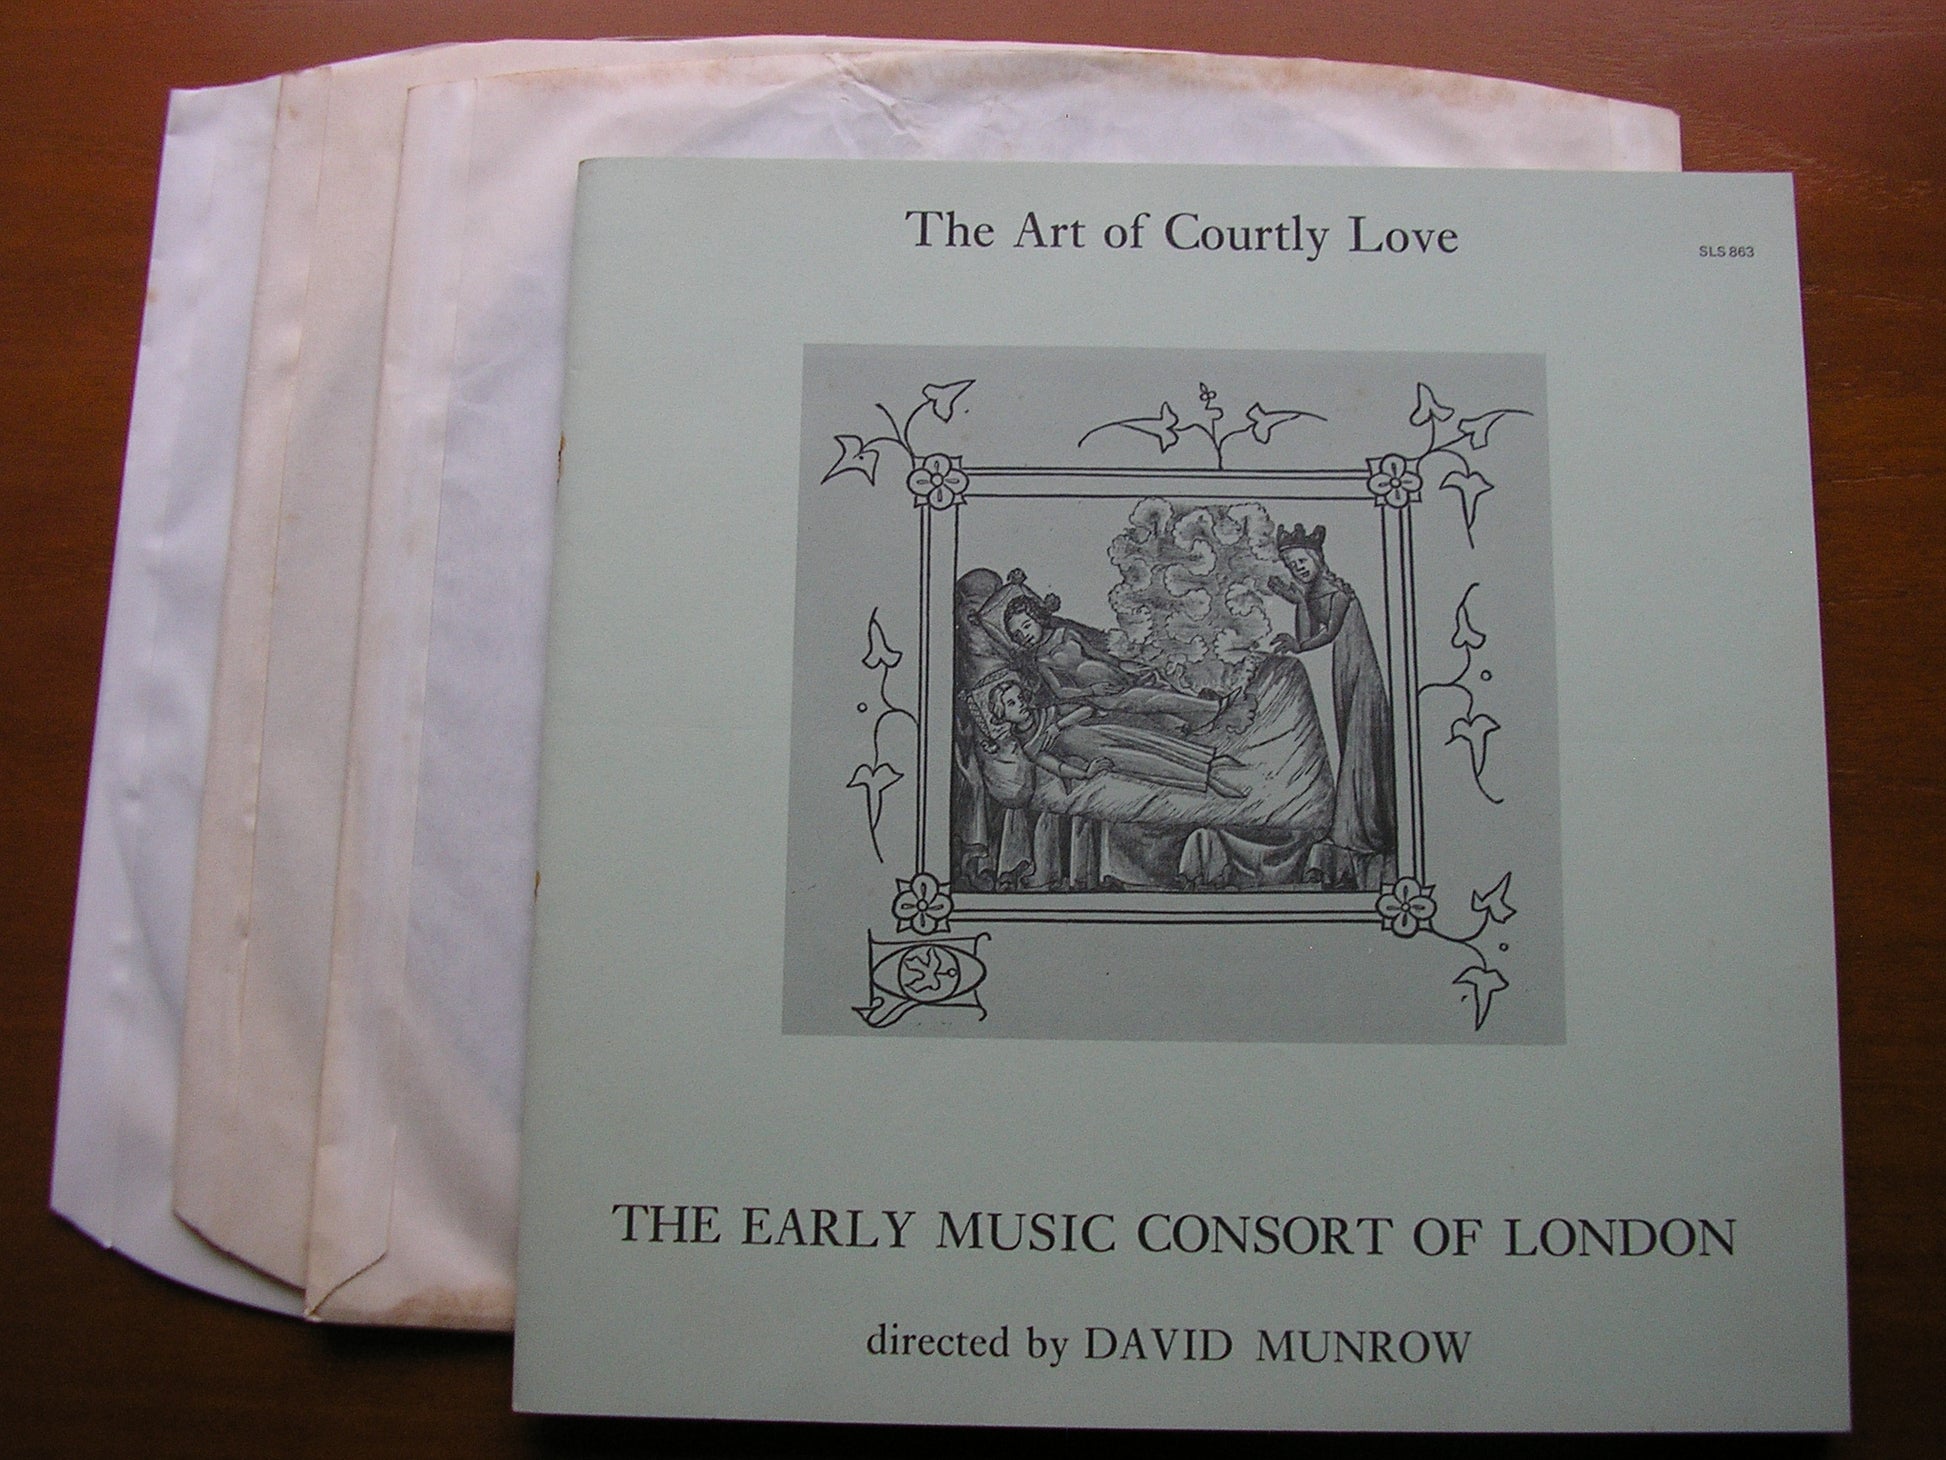 The Art of Courtly Love
SLS 863
THE EARLY MUSIC CONSORT OF LONDON
directed by DAVID MUNROW